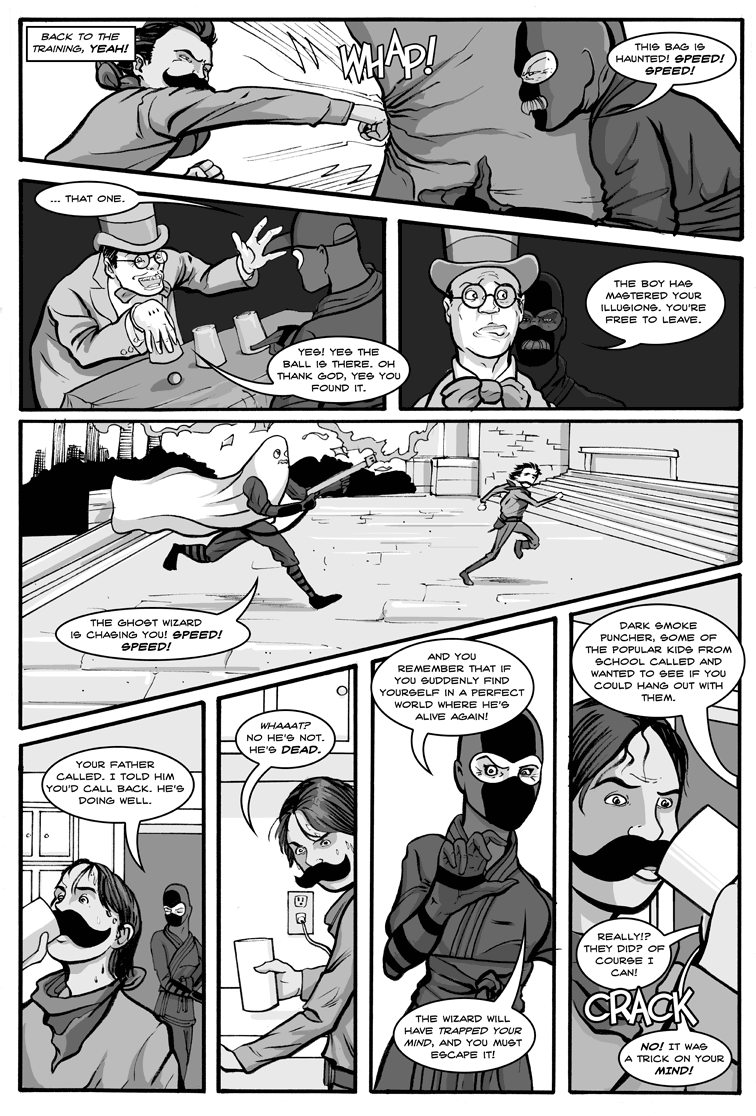 BACK TO THE
TRAINING, YEAH!
WHAP!
THIS BAG IS
HAUNTED! SPEED!
SPEED!
... THAT ONE.
YES! YES THE
BALL IS THERE. OH
THANK GOD, YES YOU
FOUND IT.
THE BOY HAS
MASTERED YOUR
ILLUSIONS. YOU'RE
FREE TO LEAVE.
THE GHOST WIZARD
IS CHASING YOU! SPEED!
SPEED!
YOUR FATHER
CALLED. I TOLD HIM
YOU'D CALL BACK. HE'S
DOING WELL.
WHAAAT?
NO HE'S NOT.
HE'S DEAD.
AND YOU
REMEMBER THAT IF
YOU SUDDENLY FIND
YOURSELF IN A PERFECT
WORLD WHERE HE'S
ALIVE AGAIN!
THE WIZARD WILL
HAVE TRAPPED YOUR
MIND, AND YOU MUST
ESCAPE IT!
DARK SMOKE
PUNCHER, SOME OF
THE POPULAR KIDS FROM
SCHOOL CALLED AND
WANTED TO SEE IF YOU
COULD HANG OUT WITH
THEM.
REALLY!?
THEY DID? OF
COURSE I
CAN!
CRACK
NO! IT WAS
A TRICK ON YOUR
MIND!